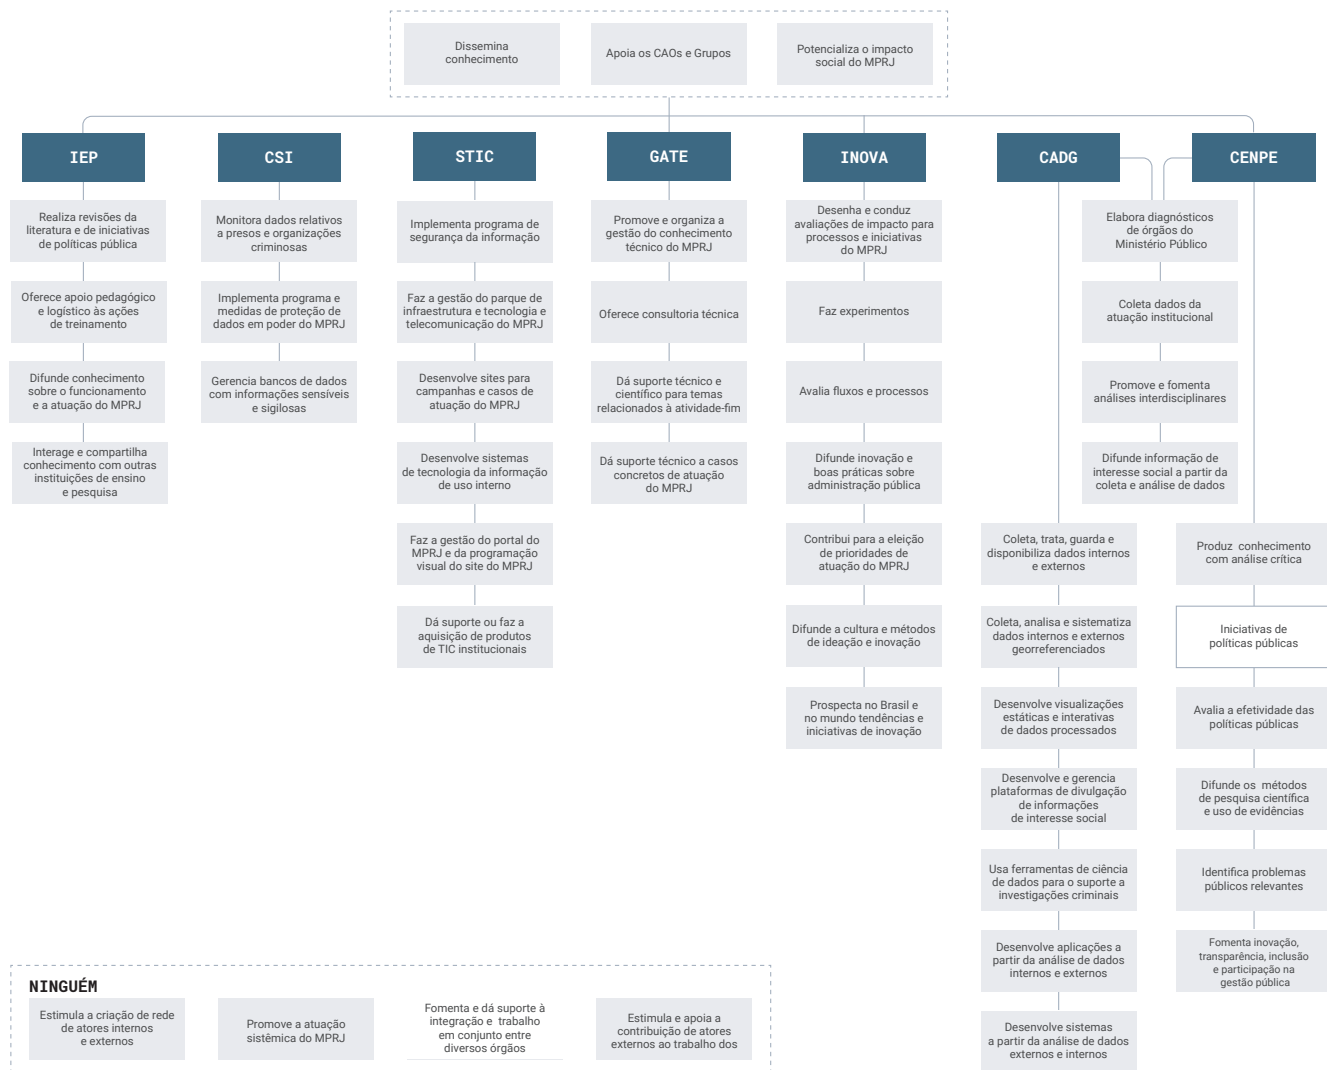 Dissemina
conhecimento
Apoia os CAOs e Grupos
Potencializa o impacto
social do MPRJ
IEP
CSI
STIC
GATE
INOVA
CADG
CENPE
Realiza revisões da
literatura e de iniciativas
de políticas pública
Oferece apoio pedagógico
e logístico às ações
de treinamento
Difunde conhecimento
sobre o funcionamento
e a atuação do MPRJ
Interage e compartilha
conhecimento com outras
instituições de ensino
e pesquisa
Monitora dados relativos
a presos e organizações
criminosas
Implementa programa e
medidas de proteção de
dados em poder do MPRJ
Gerencia bancos de dados
com informações sensíveis
e sigilosas
Implementa programa de
segurança da informação
Faz a gestão do parque de
infraestrutura e tecnologia e
telecomunicação do MPRJ
Desenvolve sites para
campanhas e casos de
atuação do MPRJ
Desenvolve sistemas
de tecnologia da informação
de uso interno
Faz a gestão do portal do
MPRJ e da programação
visual do site do MPRJ
Dá suporte ou faz a
aquisição de produtos
de TIC institucionais
Promove e organiza a
gestão do conhecimento
técnico do MPRJ
Oferece consultoria técnica
Dá suporte técnico e
científico para temas
relacionados à atividade-fim
Dá suporte técnico a casos
concretos de atuação
do MPRJ
Desenha e conduz
avaliações de impacto para
processos e iniciativas
do MPRJ
Faz experimentos
Avalia fluxos e processos
Difunde inovação e
boas práticas sobre
administração pública
Contribui para a eleição
de prioridades de
atuação do MPRJ
Difunde a cultura e métodos
de ideação e inovação
Prospecta no Brasil e
no mundo tendências e
iniciativas de inovação
Elabora diagnósticos
de órgãos do
Ministério Público
Coleta dados da
atuação institucional
Promove e fomenta
análises interdisciplinares
Difunde informação de
interesse social a partir da
coleta e análise de dados
Coleta, trata, guarda e
disponibiliza dados internos
e externos
Coleta, analisa e sistematiza
dados internos e externos
georreferenciados
Desenvolve visualizações
estáticas e interativas
de dados processados
Desenvolve e gerencia
plataformas de divulgação
de informações
de interesse social
Usa ferramentas de ciência
de dados para o suporte a
investigações criminais
Desenvolve aplicações a
partir da análise de dados
internos e externos
Desenvolve sistemas
a partir da análise de dados
externos e internos
Produz conhecimento
com análise crítica
Iniciativas de
políticas públicas
Avalia a efetividade das
políticas públicas
Difunde os métodos
de pesquisa científica
e uso de evidências
Identifica problemas
públicos relevantes
Fomenta inovação,
transparência, inclusão
e participação na
gestão pública
NINGUÉM
Estimula a criação de rede
de atores internos
e externos
Promove a atuação
sistêmica do MPRJ
Fomenta e dá suporte à
integração e trabalho
em conjunto entre
diversos órgãos
Estimula e apoia a
contribuição de atores
externos ao trabalho dos